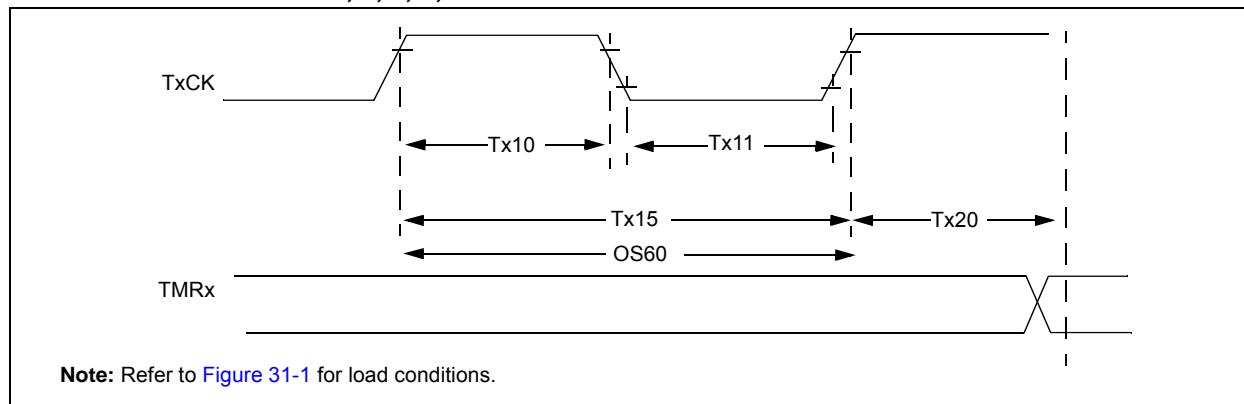 TxCK
Tx10 Tx11
Tx15 Tx20
OS60
TMRx
Note: Refer to Figure 31-1 for load conditions.